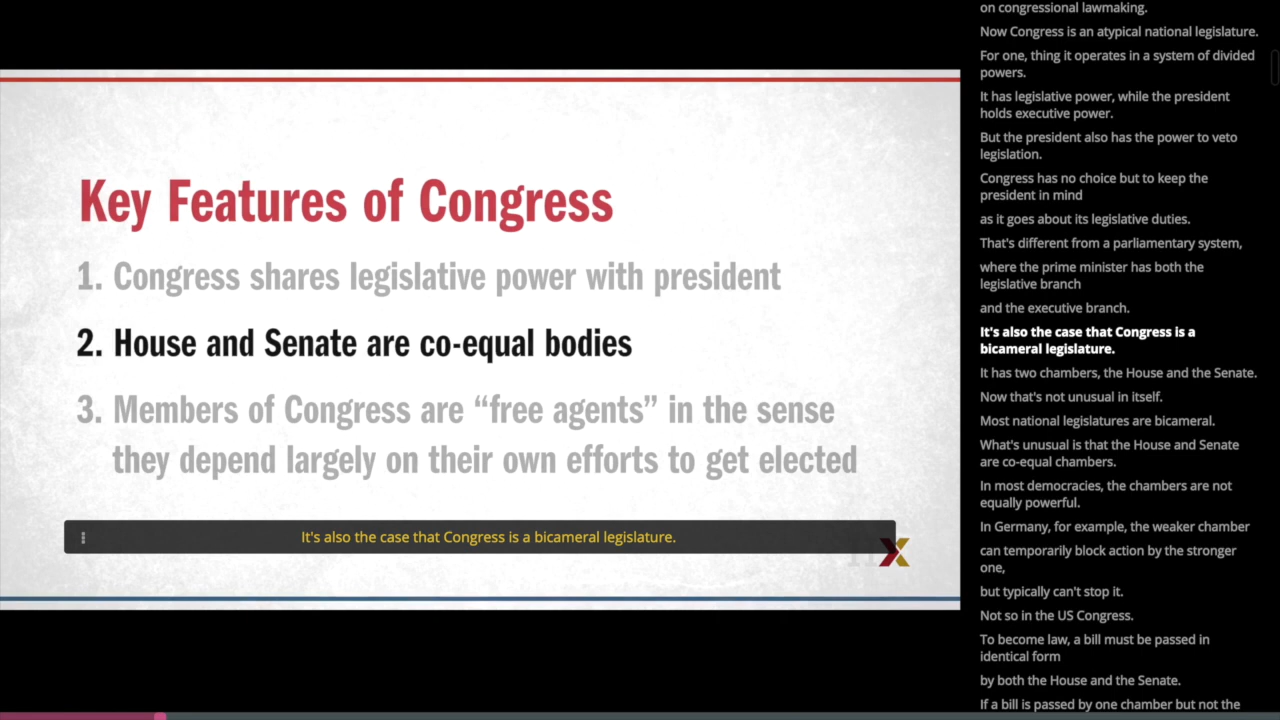 Key Features of Congress
1. Congress shares legislative power with president
2. House and Senate are co-equal bodies
3. Members of Congress are “free agents” in the sense
they depend largely on their own efforts to get elected
It's also the case that Congress is a bicameral legislature.
X
on congressional lawmaking.
Now Congress is an atypical national legislature.
For one, thing it operates in a system of divided
powers.
It has legislative power, while the president
holds executive power.
But the president also has the power to veto
legislation.
Congress has no choice but to keep the
president in mind
as it goes about its legislative duties.
That's different from a parliamentary system,
where the prime minister has both the
legislative branch
and the executive branch.
It's also the case that Congress is a
bicameral legislature.
It has two chambers, the House and the Senate.
Now that's not unusual in itself.
Most national legislatures are bicameral.
What's unusual is that the House and Senate
are co-equal chambers.
In most democracies, the chambers are not
equally powerful.
In Germany, for example, the weaker chamber
can temporarily block action by the stronger
one,
but typically can't stop it.
Not so in the US Congress.
To become law, a bill must be passed in
identical form
by both the House and the Senate.
If a bill is passed by one chamber but not the